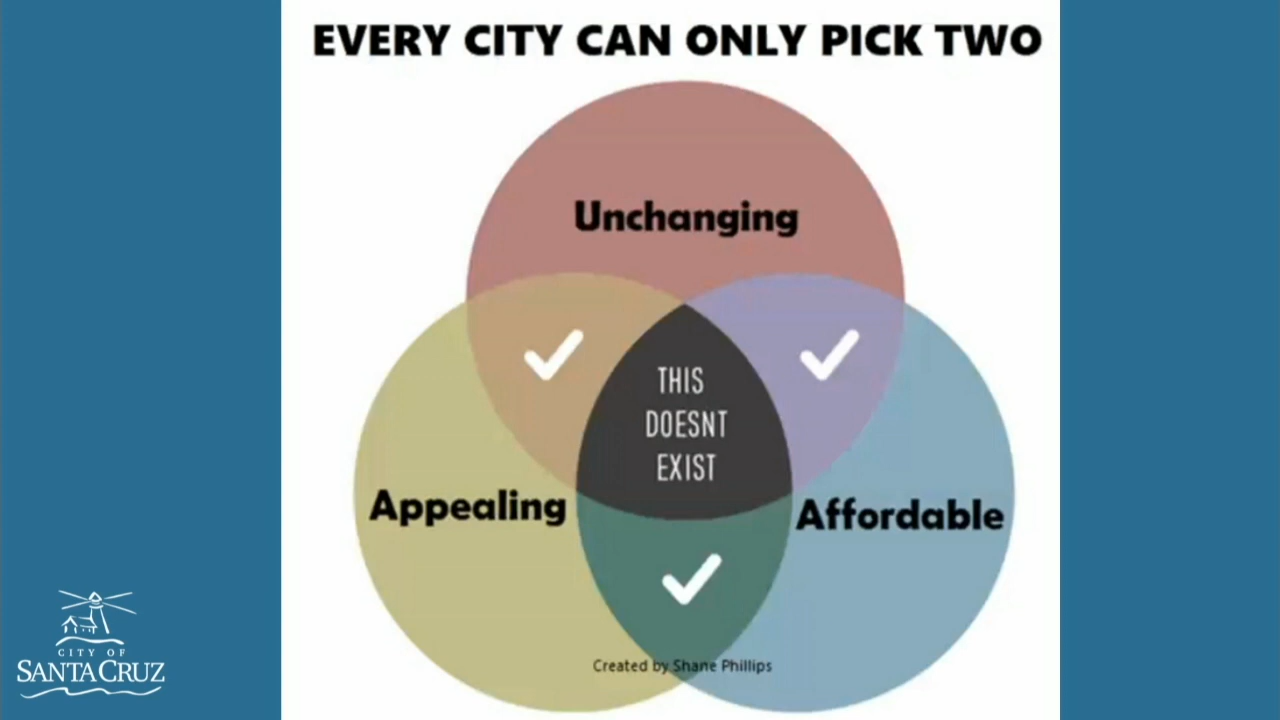 EVERY CITY CAN ONLY PICK TWO
Unchanging
THIS
DOESNT
EXIST
Appealing
Affordable
Created by Shane Phillips
CITY OF
SANTA CRUZ